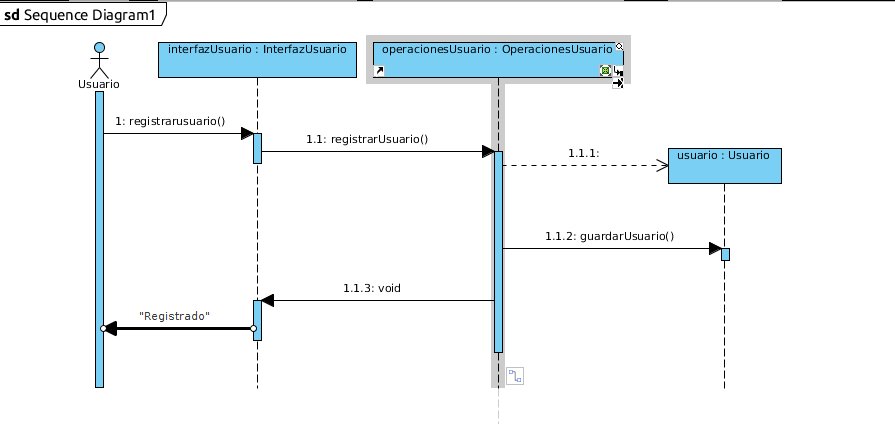 sd Sequence Diagram1
interfazUsuario : InterfazUsuario
operacionesUsuario : OperacionesUsuario
Usuario
1: registrarusuario()
1.1: registrarUsuario()
1.1.1:
usuario : Usuario
1.1.2: guardarUsuario()
1.1.3: void
"Registrado"